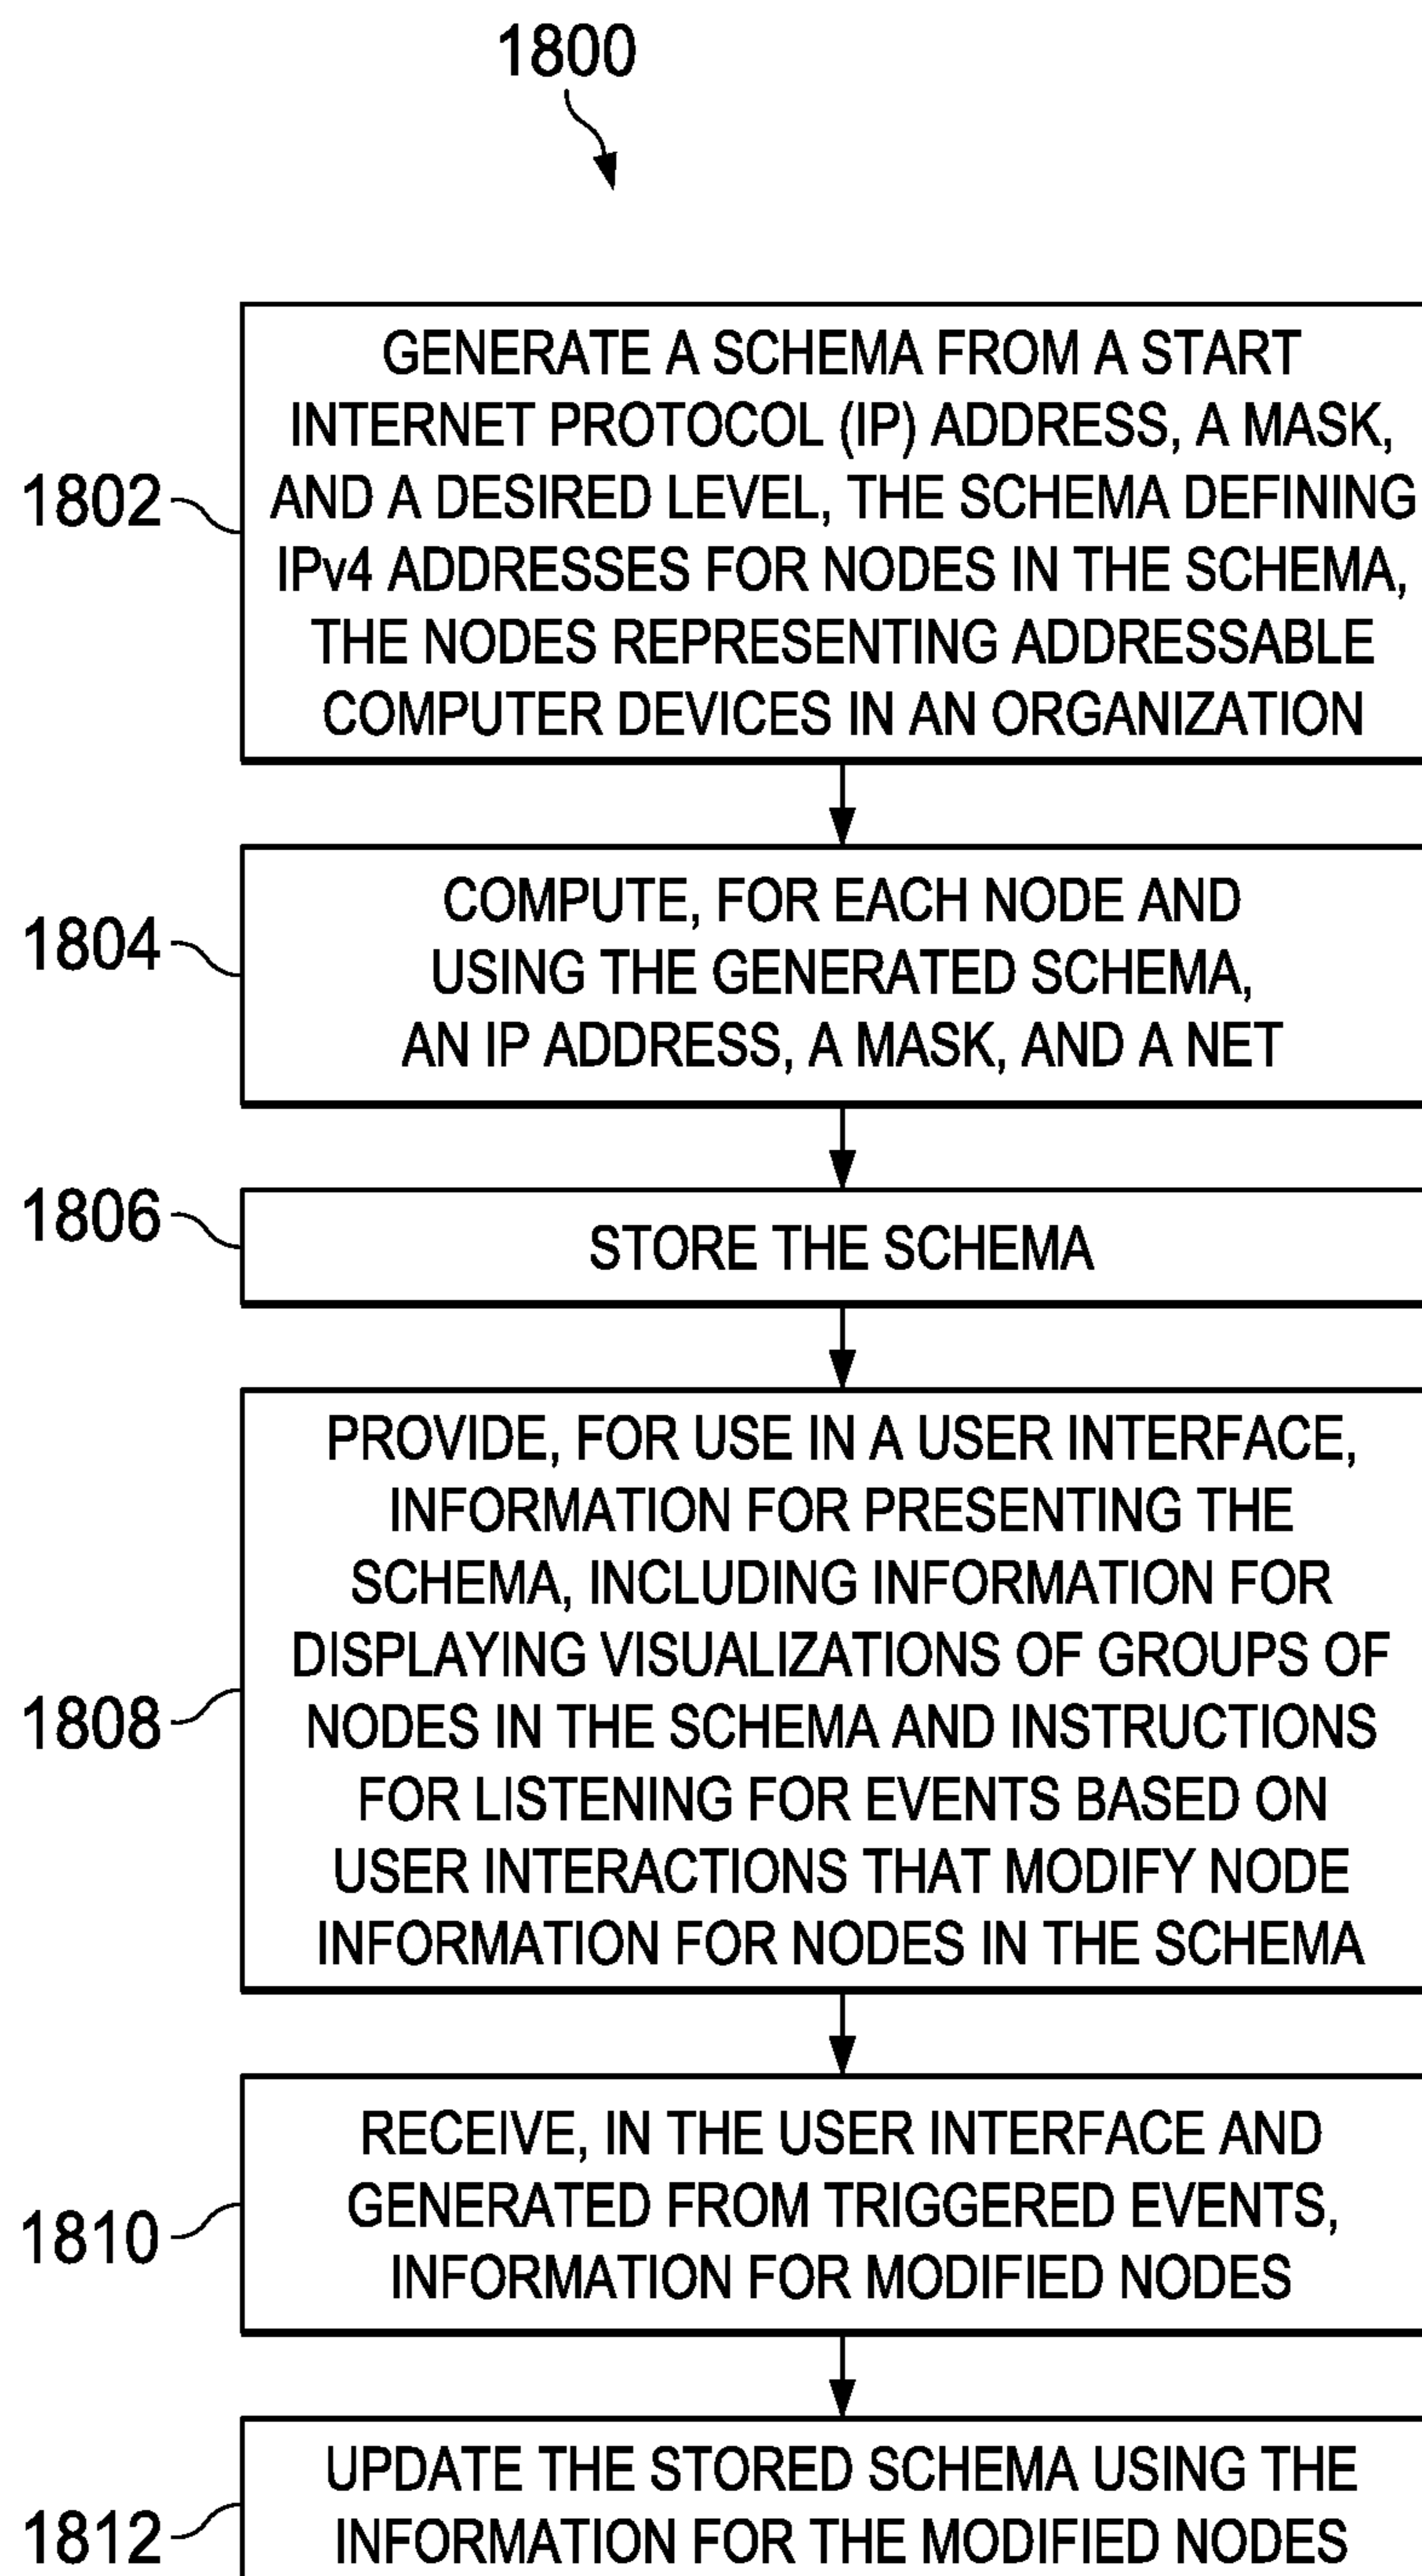 1800
1802
GENERATE A SCHEMA FROM A START
INTERNET PROTOCOL (IP) ADDRESS, A MASK,
AND A DESIRED LEVEL, THE SCHEMA DEFINING
IPv4 ADDRESSES FOR NODES IN THE SCHEMA,
THE NODES REPRESENTING ADDRESSABLE
COMPUTER DEVICES IN AN ORGANIZATION
1804
COMPUTE, FOR EACH NODE AND
USING THE GENERATED SCHEMA,
AN IP ADDRESS, A MASK, AND A NET
1806
STORE THE SCHEMA
1808
PROVIDE, FOR USE IN A USER INTERFACE,
INFORMATION FOR PRESENTING THE
SCHEMA, INCLUDING INFORMATION FOR
DISPLAYING VISUALIZATIONS OF GROUPS OF
NODES IN THE SCHEMA AND INSTRUCTIONS
FOR LISTENING FOR EVENTS BASED ON
USER INTERACTIONS THAT MODIFY NODE
INFORMATION FOR NODES IN THE SCHEMA
1810
RECEIVE, IN THE USER INTERFACE AND
GENERATED FROM TRIGGERED EVENTS,
INFORMATION FOR MODIFIED NODES
1812
UPDATE THE STORED SCHEMA USING THE
INFORMATION FOR THE MODIFIED NODES